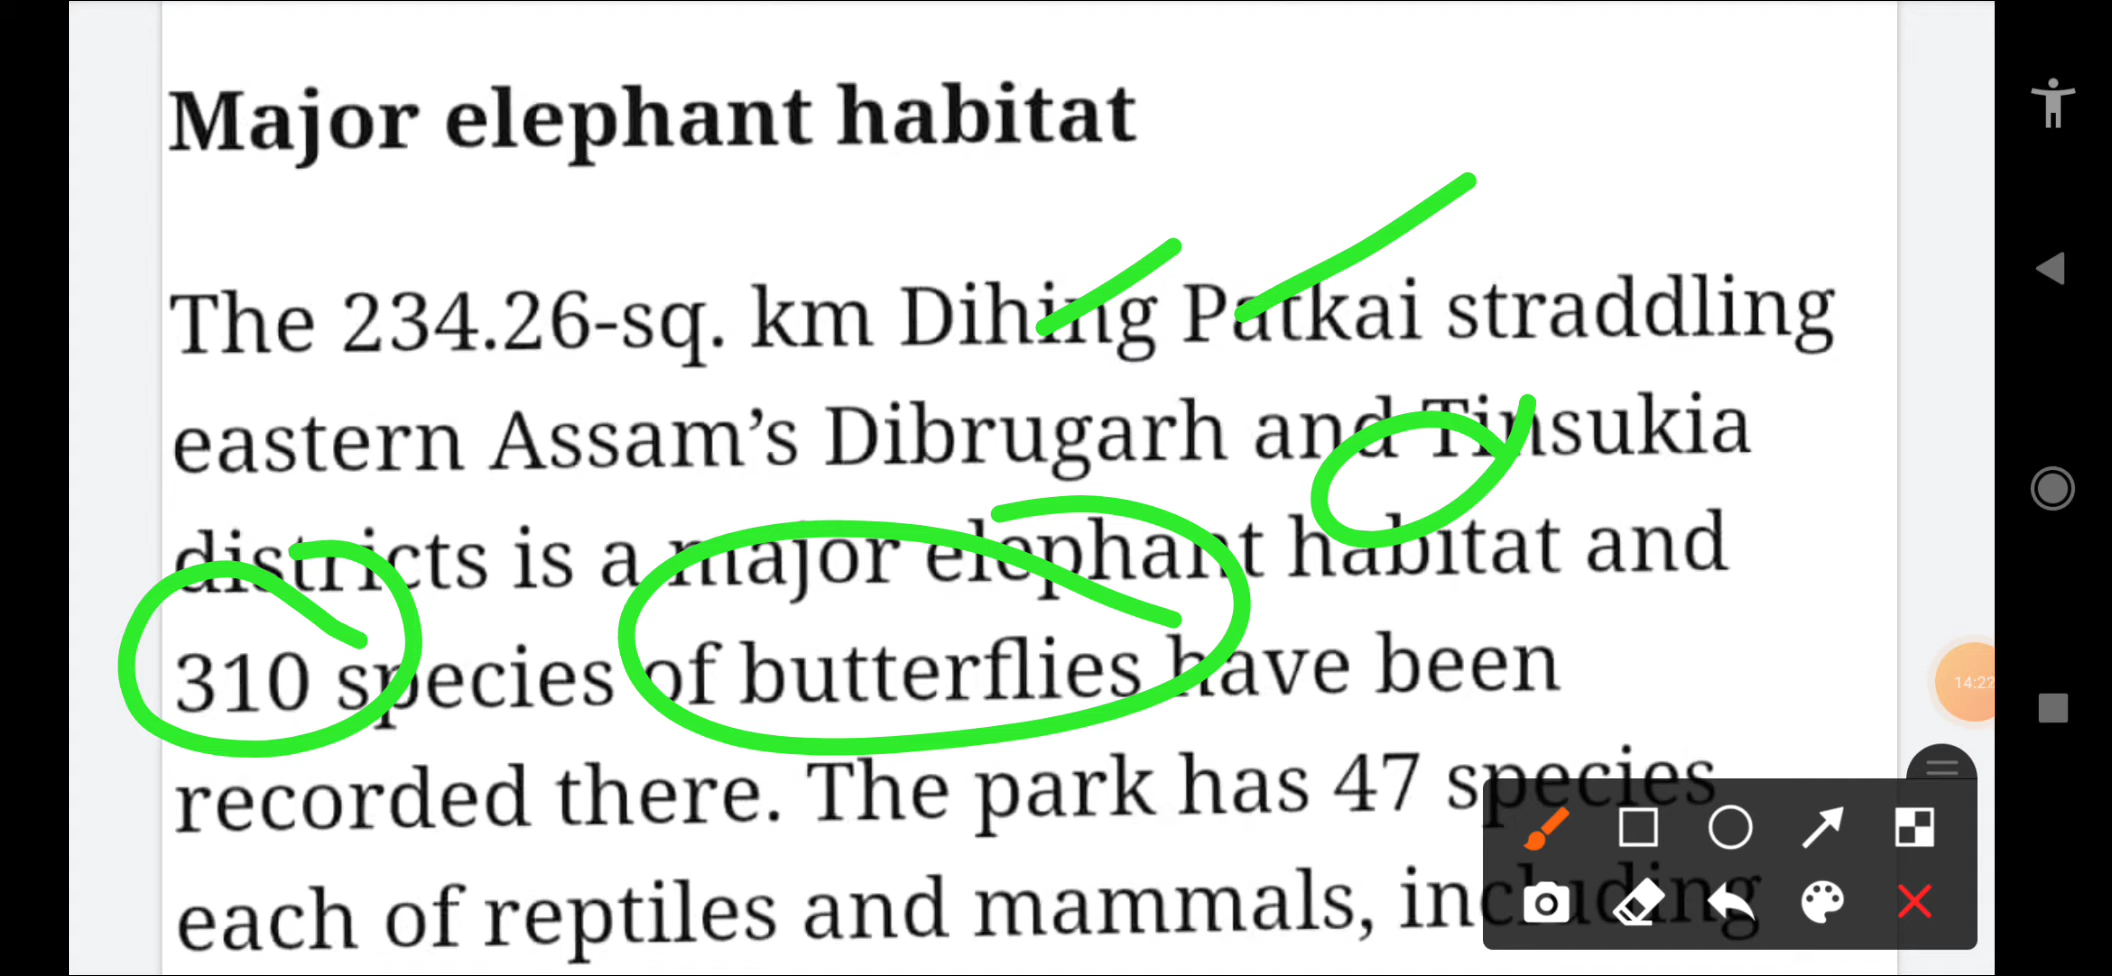 Major elephant habitat
The 234.26-sq. km Dihing Patkai straddling
eastern Assam’s Dibrugarh and Tinsukia
districts is a major elephant habitat and
310 species of butterflies have been
recorded there. The park has 47 species
each of reptiles and mammals, including
14:22